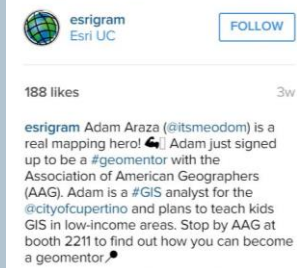 esrigram
Esri UC
FOLLOW
188 likes
3w
esrigram Adam Araza (@itsmeodom) is a
real mapping hero! 💪 Adam just signed
up to be a #geomentor with the
Association of American Geographers
(AAG). Adam is a #GIS analyst for the
@cityofcupertino and plans to teach kids
GIS in low-income areas. Stop by AAG at
booth 2211 to find out how you can become
a geomentor🎤